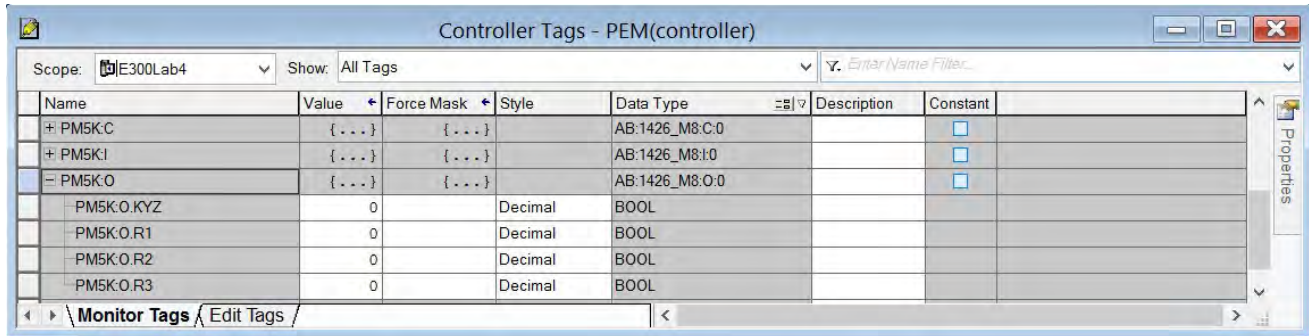 Controller Tags - PEM(controller)
Scope: E300Lab4 Show: All Tags Enter Name Filter...
Name Value Force Mask Style Data Type Description Constant
PM5K:C {...} {...} AB:1426_M8:C:0
PM5K:I {...} {...} AB:1426_M8:I:0
PM5K:O {...} {...} AB:1426_M8:O:0
PM5K:O.KYZ 0 Decimal BOOL
PM5K:O.R1 0 Decimal BOOL
PM5K:O.R2 0 Decimal BOOL
PM5K:O.R3 0 Decimal BOOL
Monitor Tags Edit Tags
Properties